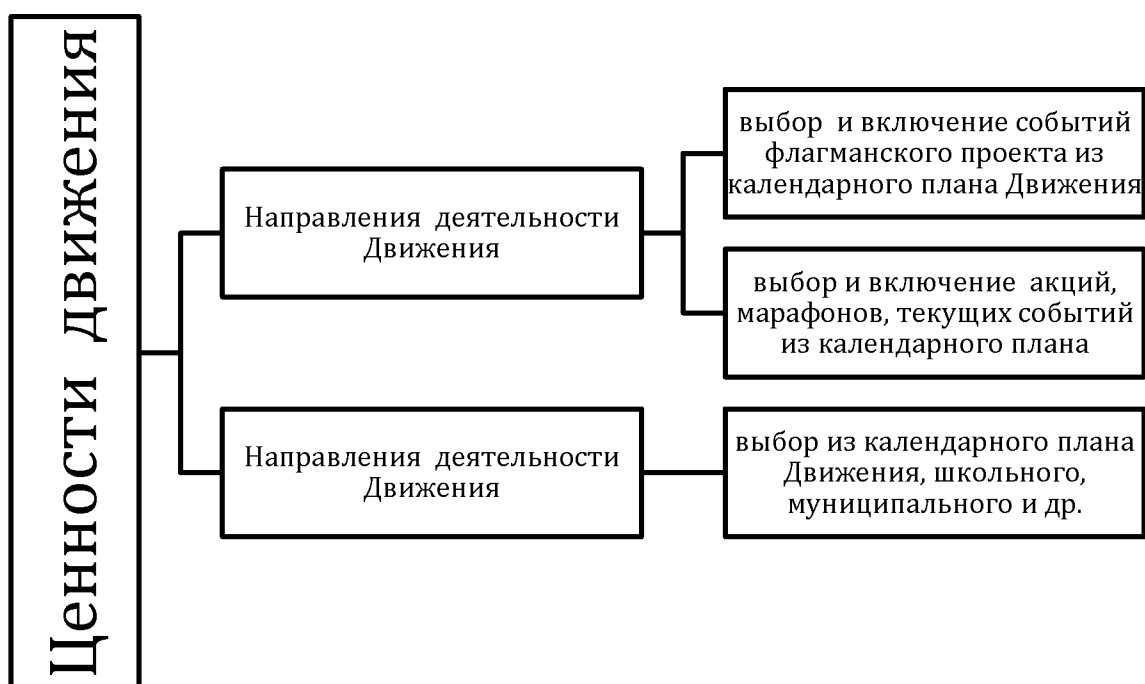 Ценности движения
Направления деятельности
Движения
выбор и включение событий
флагманского проекта из
календарного плана Движения
выбор и включение акций,
марафонов, текущих событий
из календарного плана
Направления деятельности
Движения
выбор из календарного плана
Движения, школьного,
муниципального и др.